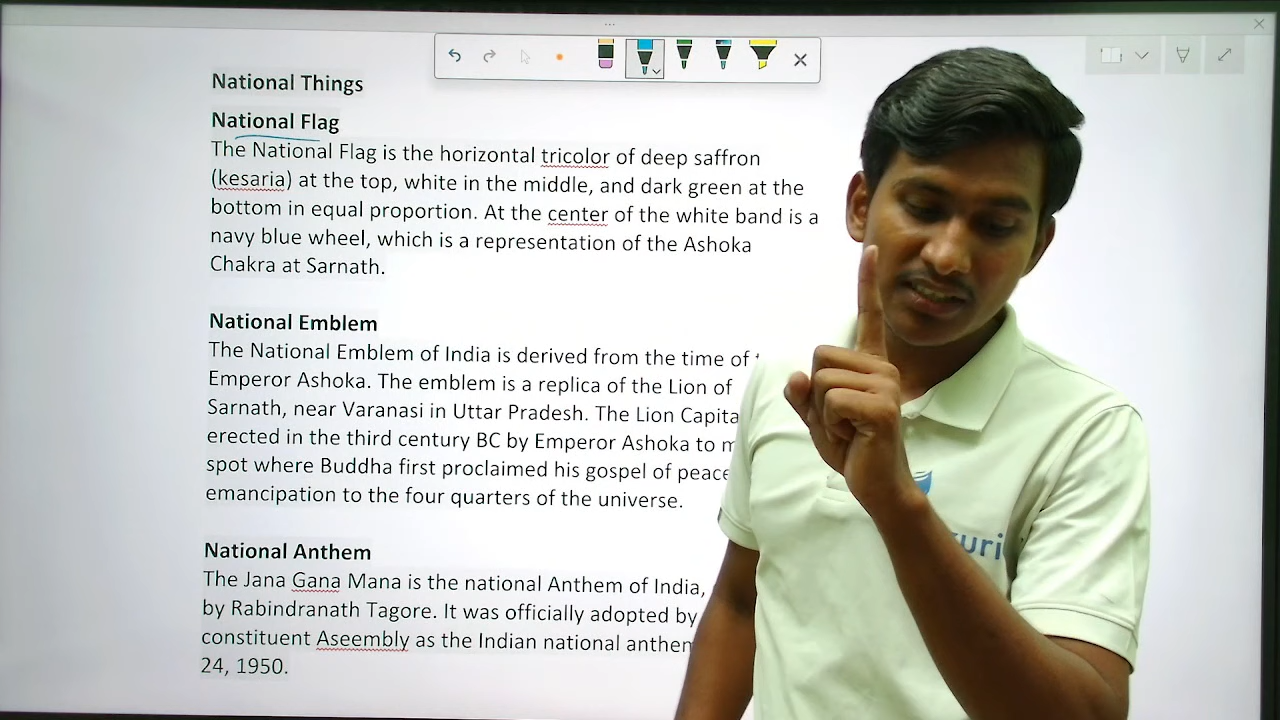 National Things
National Flag
The National Flag is the horizontal tricolor of deep saffron
(kesaria) at the top, white in the middle, and dark green at the
bottom in equal proportion. At the center of the white band is a
navy blue wheel, which is a representation of the Ashoka
Chakra at Sarnath.
National Emblem
The National Emblem of India is derived from the time of
Emperor Ashoka. The emblem is a replica of the Lion of
Sarnath, near Varanasi in Uttar Pradesh. The Lion Capita
erected in the third century BC by Emperor Ashoka to m
spot where Buddha first proclaimed his gospel of peace
emancipation to the four quarters of the universe.
National Anthem
The Jana Gana Mana is the national Anthem of India,
by Rabindranath Tagore. It was officially adopted by
constituent Aseembly as the Indian national anthem
24, 1950.